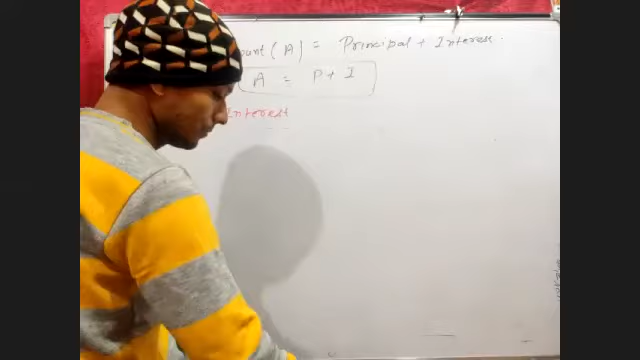 ount (A) = Principal + Interest.
A = P + I
Interest